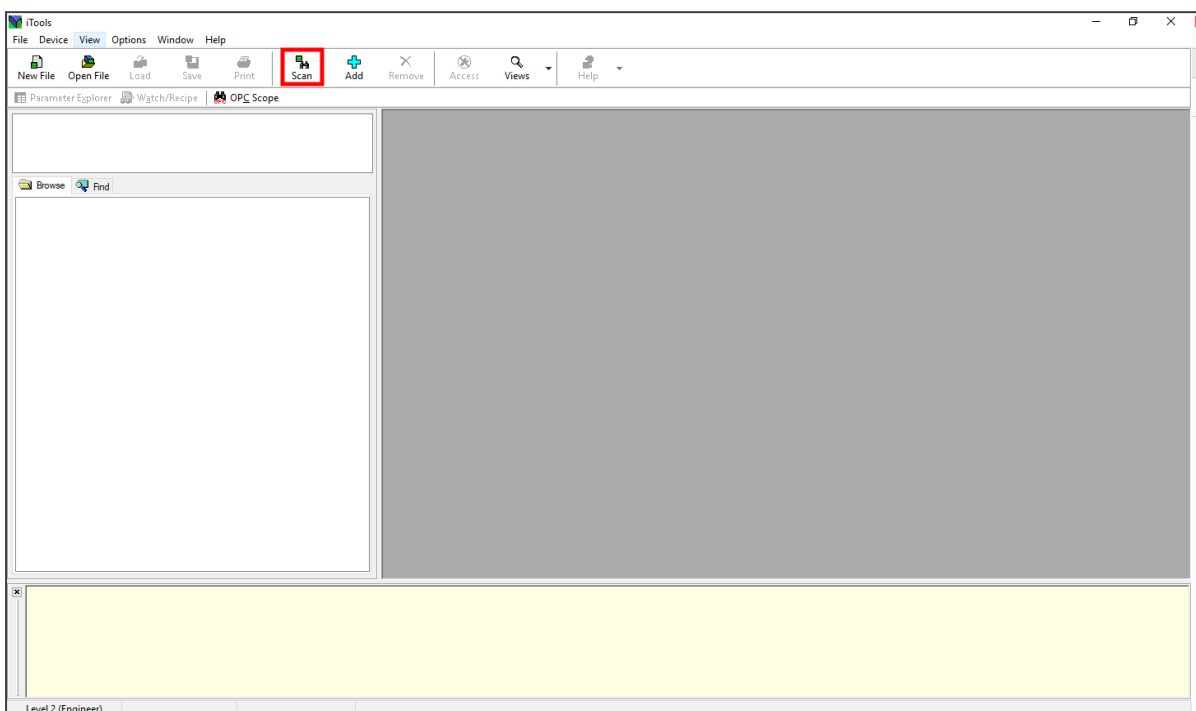 iTools
File Device View Options Window Help
New File Open File Load Save Print Scan Add Remove Access Views Help
Parameter Explorer Watch/Recipe OPC Scope
Browse Find
Level 2 (Engineer)